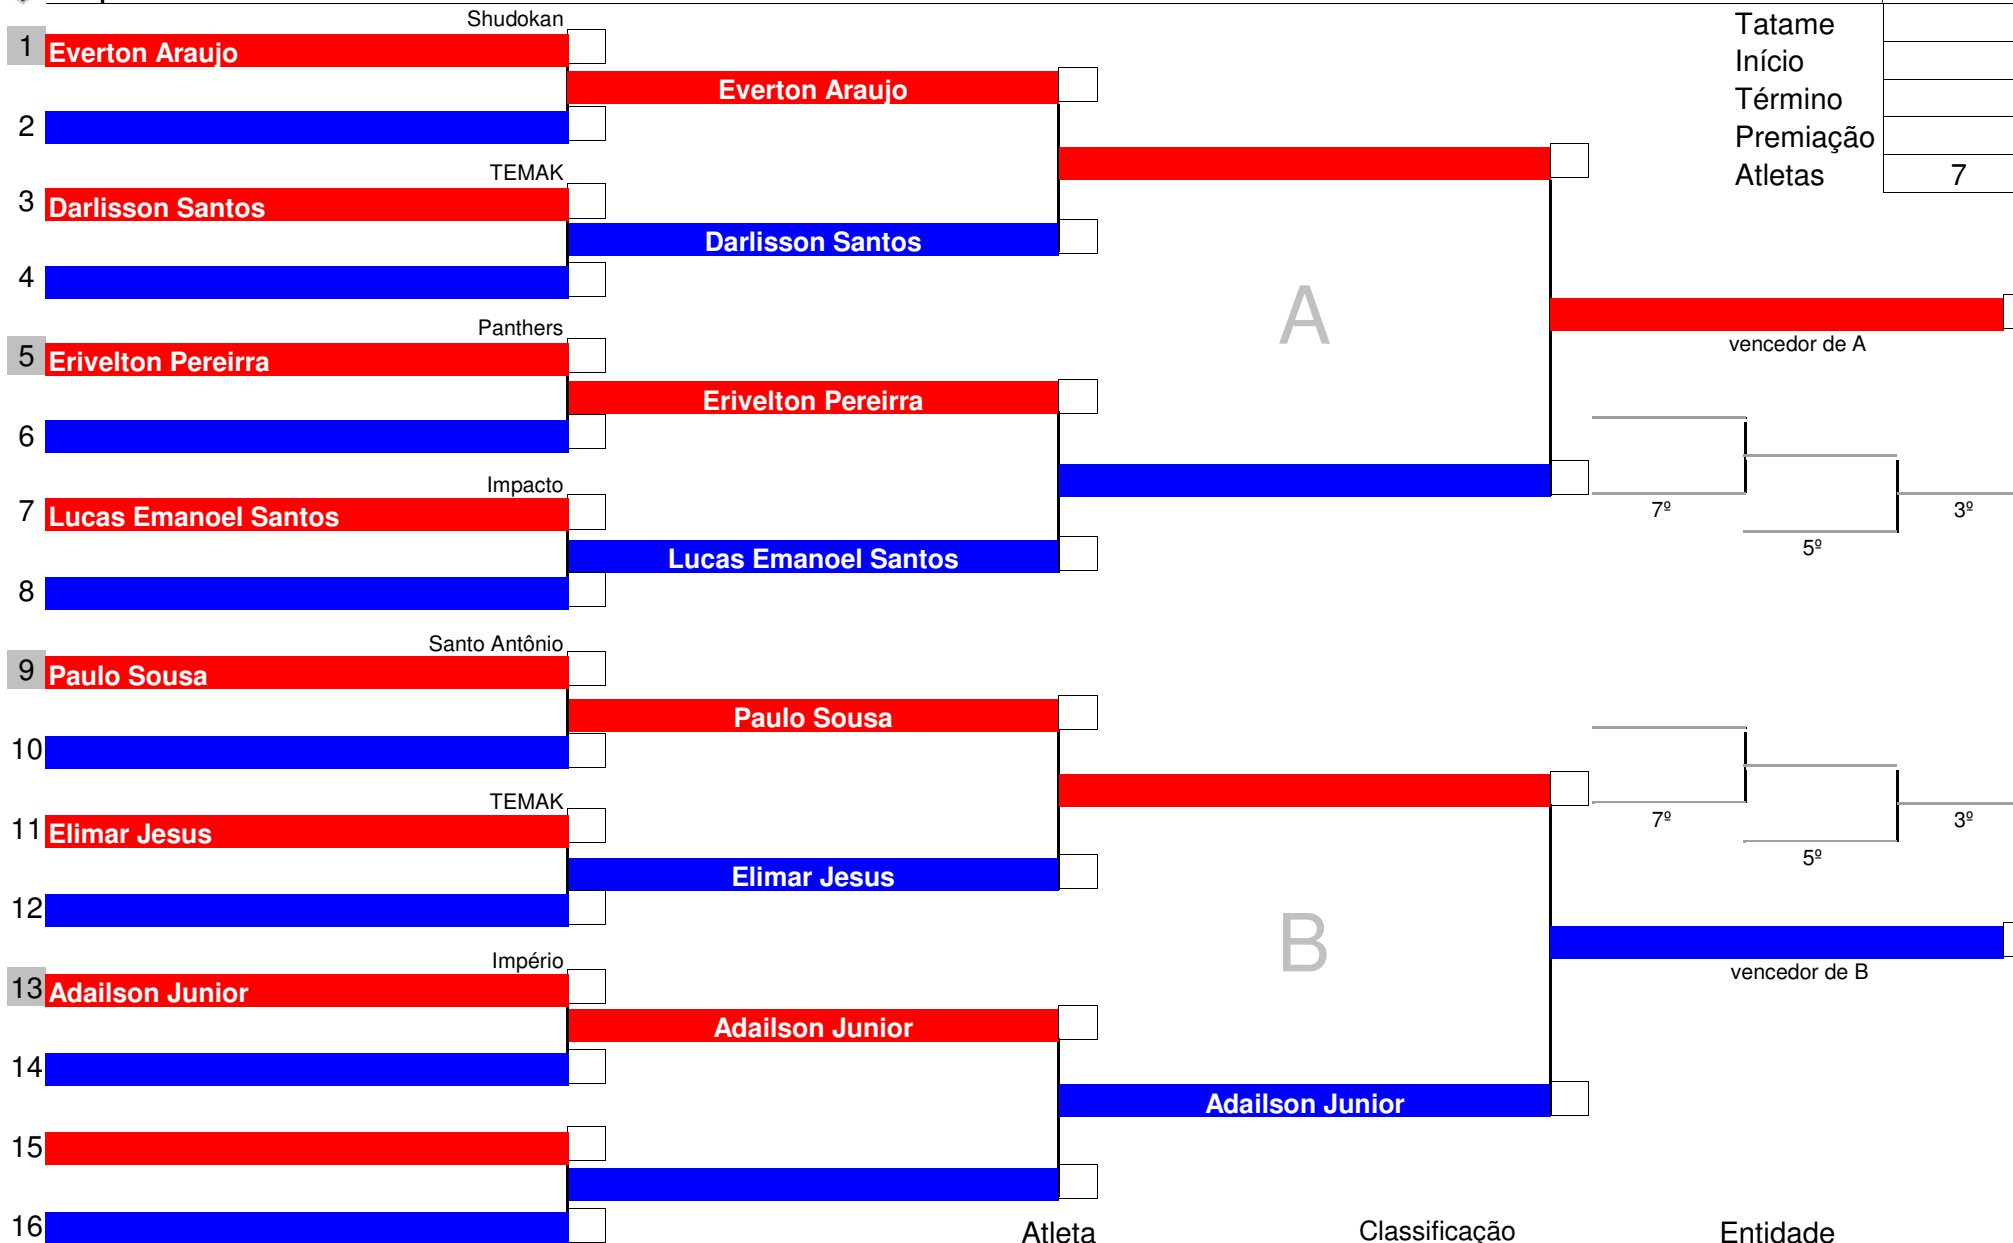 Shudokan
Tatame
1 Everton Araujo
Início
Everton Araujo
Término
2
Premiação
TEMAK
Atletas 7
3 Darlisson Santos
Darlisson Santos
4
A
Panthers
vencedor de A
5 Erivelton Pereirra
Erivelton Pereirra
6
Impacto
7º 3º
7 Lucas Emanoel Santos
5º
Lucas Emanoel Santos
8
Santo Antônio
9 Paulo Sousa
Paulo Sousa
10
TEMAK
7º 3º
11 Elimar Jesus
5º
Elimar Jesus
12
B
Império
vencedor de B
13 Adailson Junior
Adailson Junior
14
Adailson Junior
15
16
Atleta Classificação Entidade